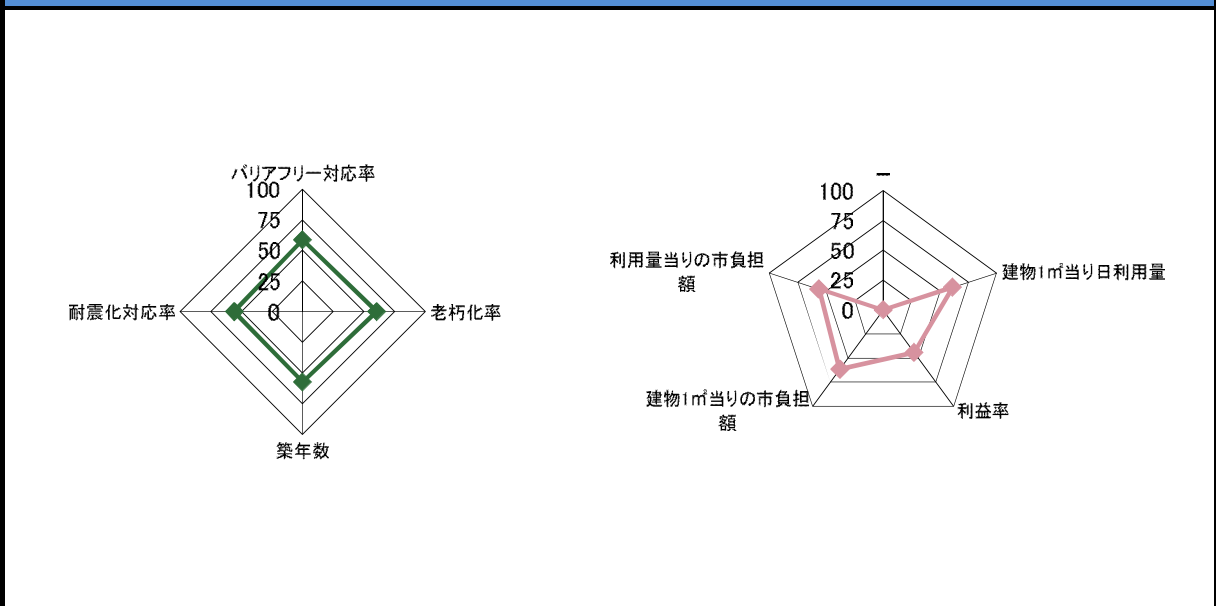 バリアフリー対応率
100
75
50
25
0
耐震化対応率
老朽化率
築年数
ー
100
75
50
25
0
利用量当りの市負担
額
建物1㎡当り日利用量
建物1㎡当りの市負担
額
利益率